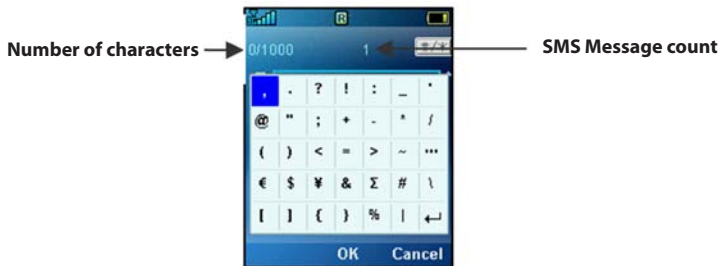 R
Number of characters 0/1000 1 #/* SMS Message count
, . ? ! : _ '
@ " ; + - * /
( ) < = > ~ ...
€ $ ¥ & Σ # \
[ ] { } % | ↵
OK Cancel